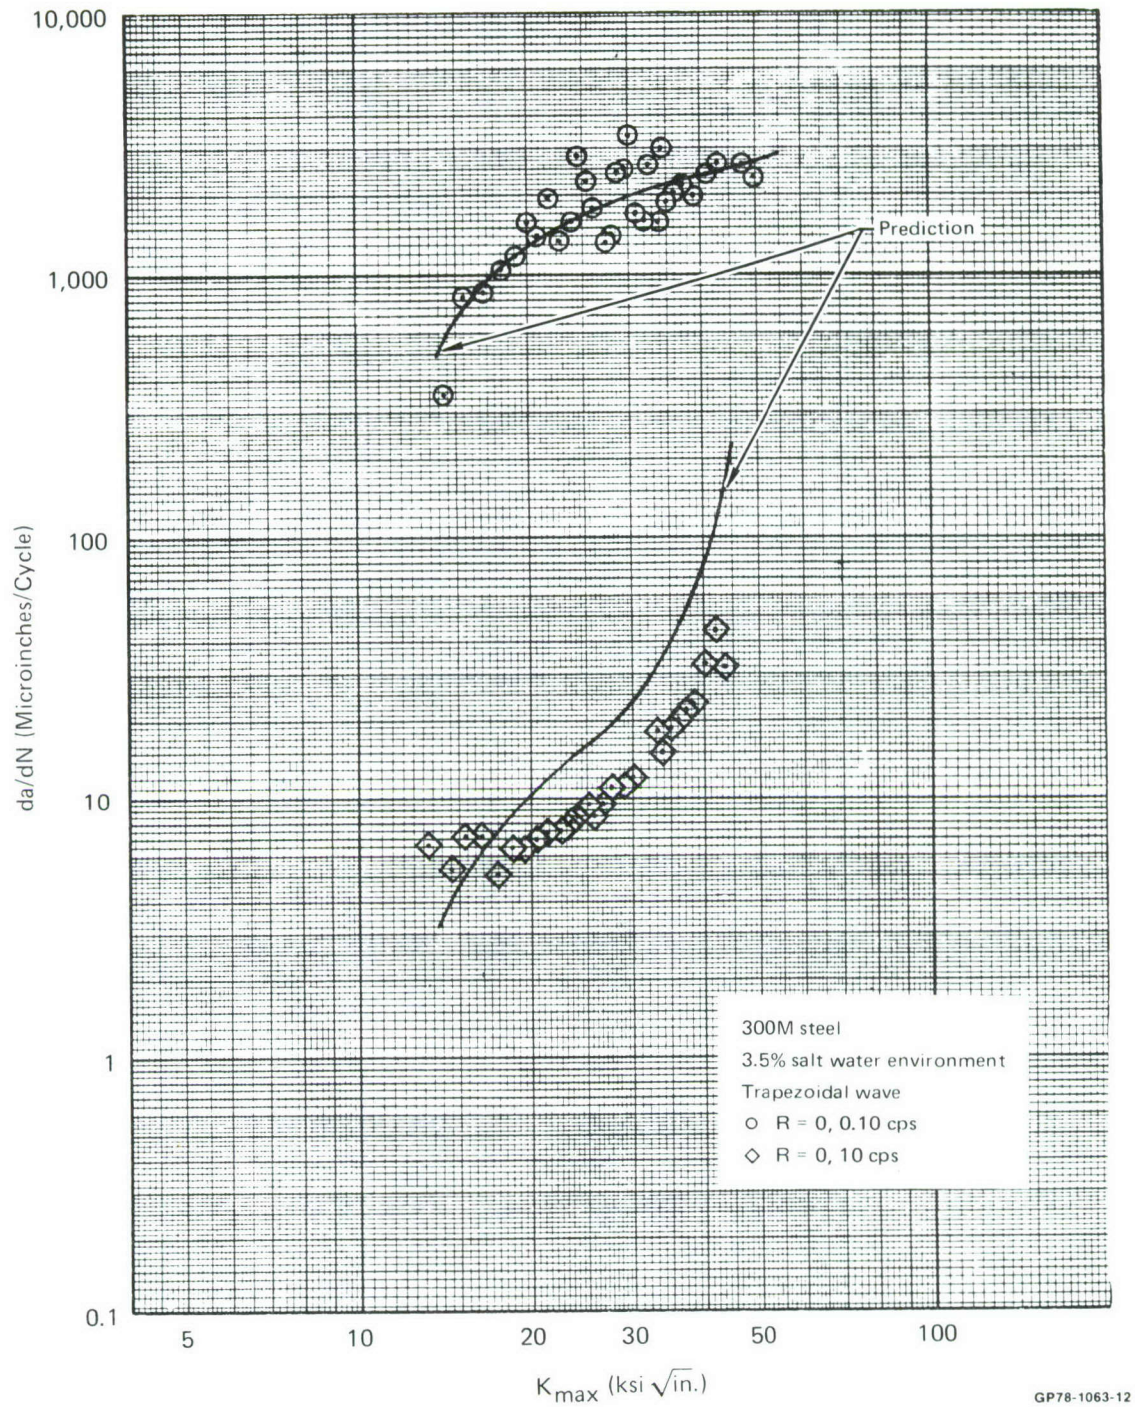 10,000
1,000
100
10
1
0.1
da/dN (Microinches/Cycle)
Prediction
300M steel
3.5% salt water environment
Trapezoidal wave
R = 0, 0.10 cps
R = 0, 10 cps
5 10 20 30 50 100
Kmax (ksi √in.)
GP78-1063-12